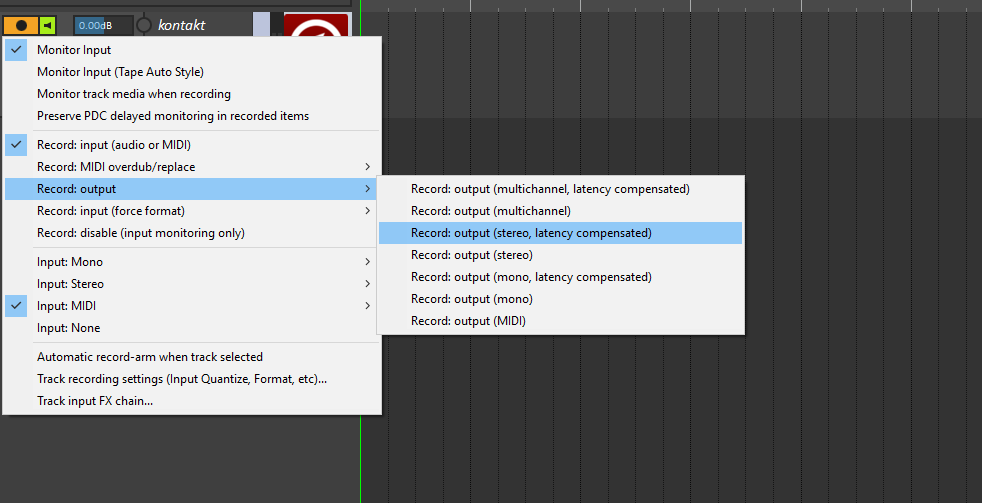 0.00dB
kontakt
Monitor Input
Monitor Input (Tape Auto Style)
Monitor track media when recording
Preserve PDC delayed monitoring in recorded items
Record: input (audio or MIDI)
Record: MIDI overdub/replace
Record: output
Record: input (force format)
Record: disable (input monitoring only)
Input: Mono
Input: Stereo
Input: MIDI
Input: None
Automatic record-arm when track selected
Track recording settings (Input Quantize, Format, etc)...
Track input FX chain...
Record: output (multichannel, latency compensated)
Record: output (multichannel)
Record: output (stereo, latency compensated)
Record: output (stereo)
Record: output (mono, latency compensated)
Record: output (mono)
Record: output (MIDI)